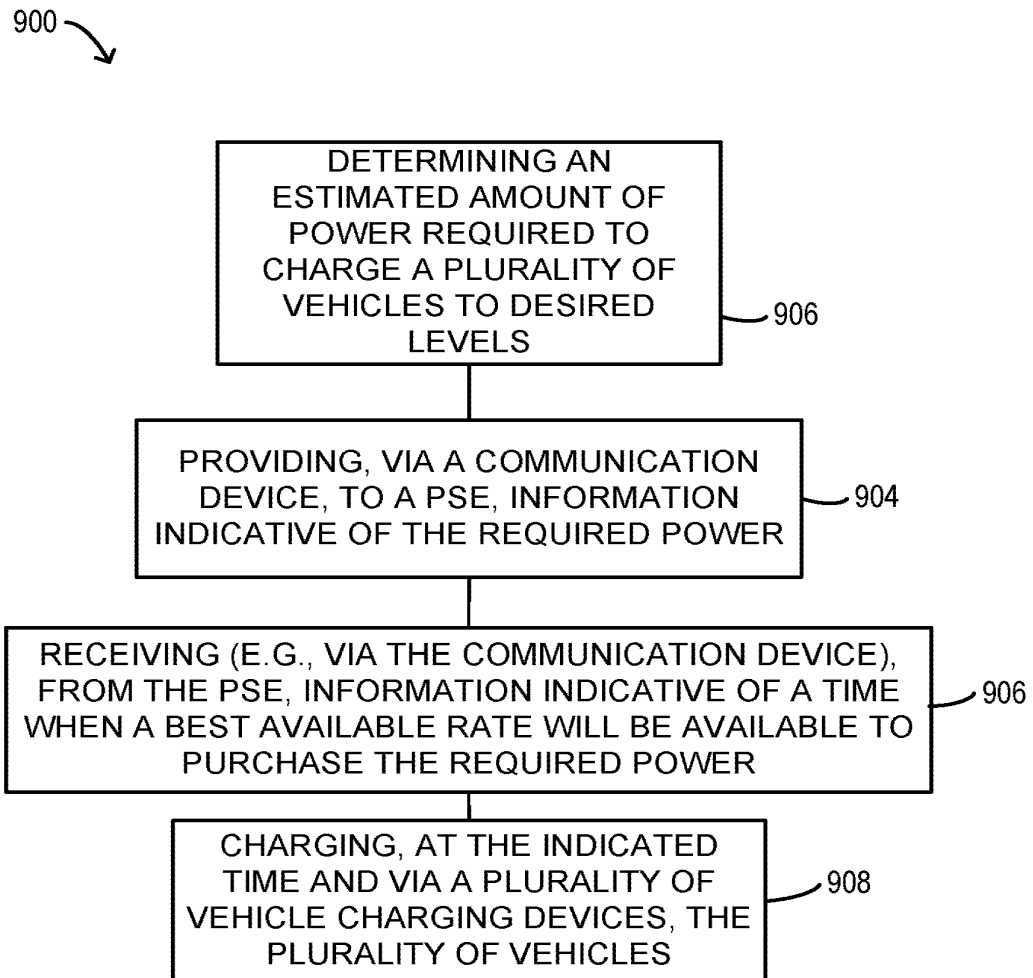 900
DETERMINING AN
ESTIMATED AMOUNT OF
POWER REQUIRED TO
CHARGE A PLURALITY OF
VEHICLES TO DESIRED
LEVELS
906
PROVIDING, VIA A COMMUNICATION
DEVICE, TO A PSE, INFORMATION
INDICATIVE OF THE REQUIRED POWER
904
RECEIVING (E.G., VIA THE COMMUNICATION DEVICE),
FROM THE PSE, INFORMATION INDICATIVE OF A TIME
WHEN A BEST AVAILABLE RATE WILL BE AVAILABLE TO
PURCHASE THE REQUIRED POWER
906
CHARGING, AT THE INDICATED
TIME AND VIA A PLURALITY OF
VEHICLE CHARGING DEVICES, THE
PLURALITY OF VEHICLES
908